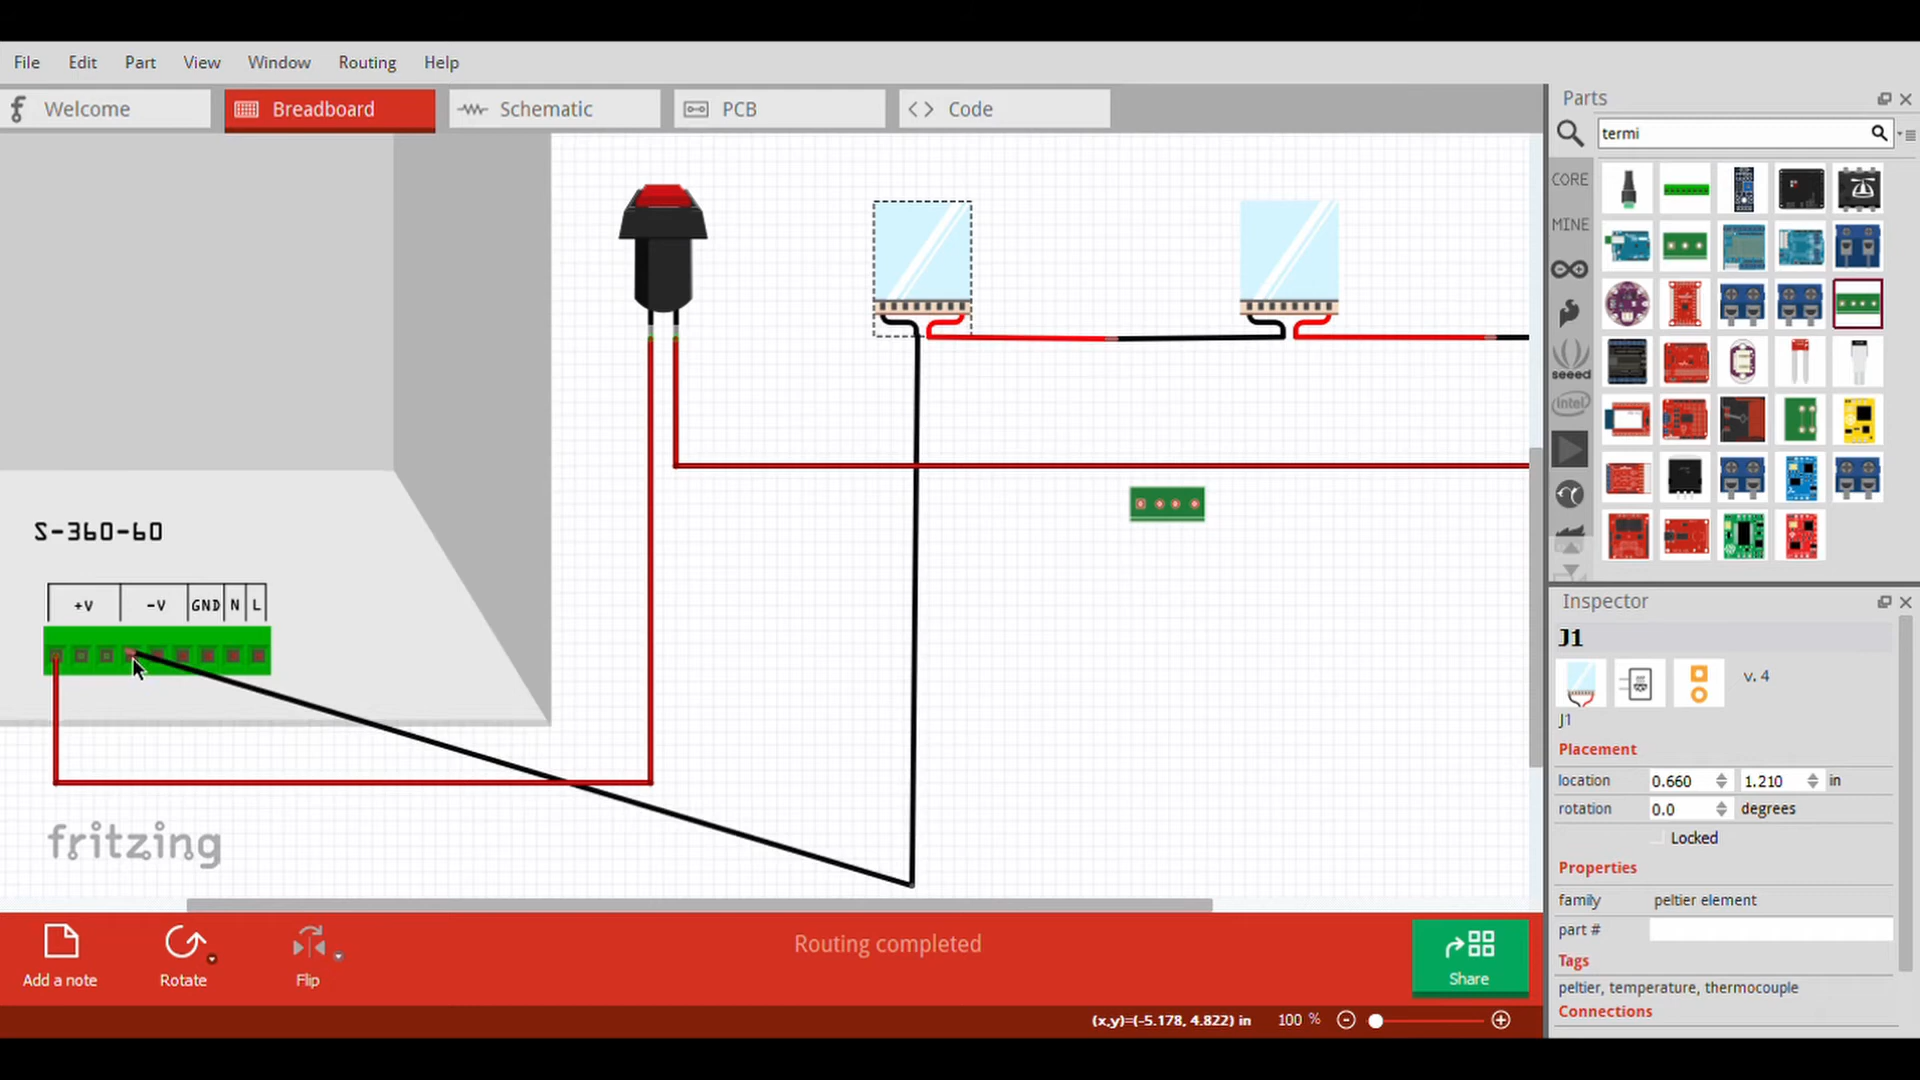 File Edit Part View Window Routing Help
Welcome Breadboard Schematic PCB Code
S-360-60
+V -V GND N L
fritzing
Parts
termi
CORE
MINE
seeed
intel
Inspector
J1
v. 4
J1
Placement
location 0.660 1.210 in
rotation 0.0 degrees
Locked
Properties
family peltier element
part #
Tags
peltier, temperature, thermocouple
Connections
Add a note Rotate Flip
Routing completed
Share
(x,y)=(-5.178, 4.822) in 100 %